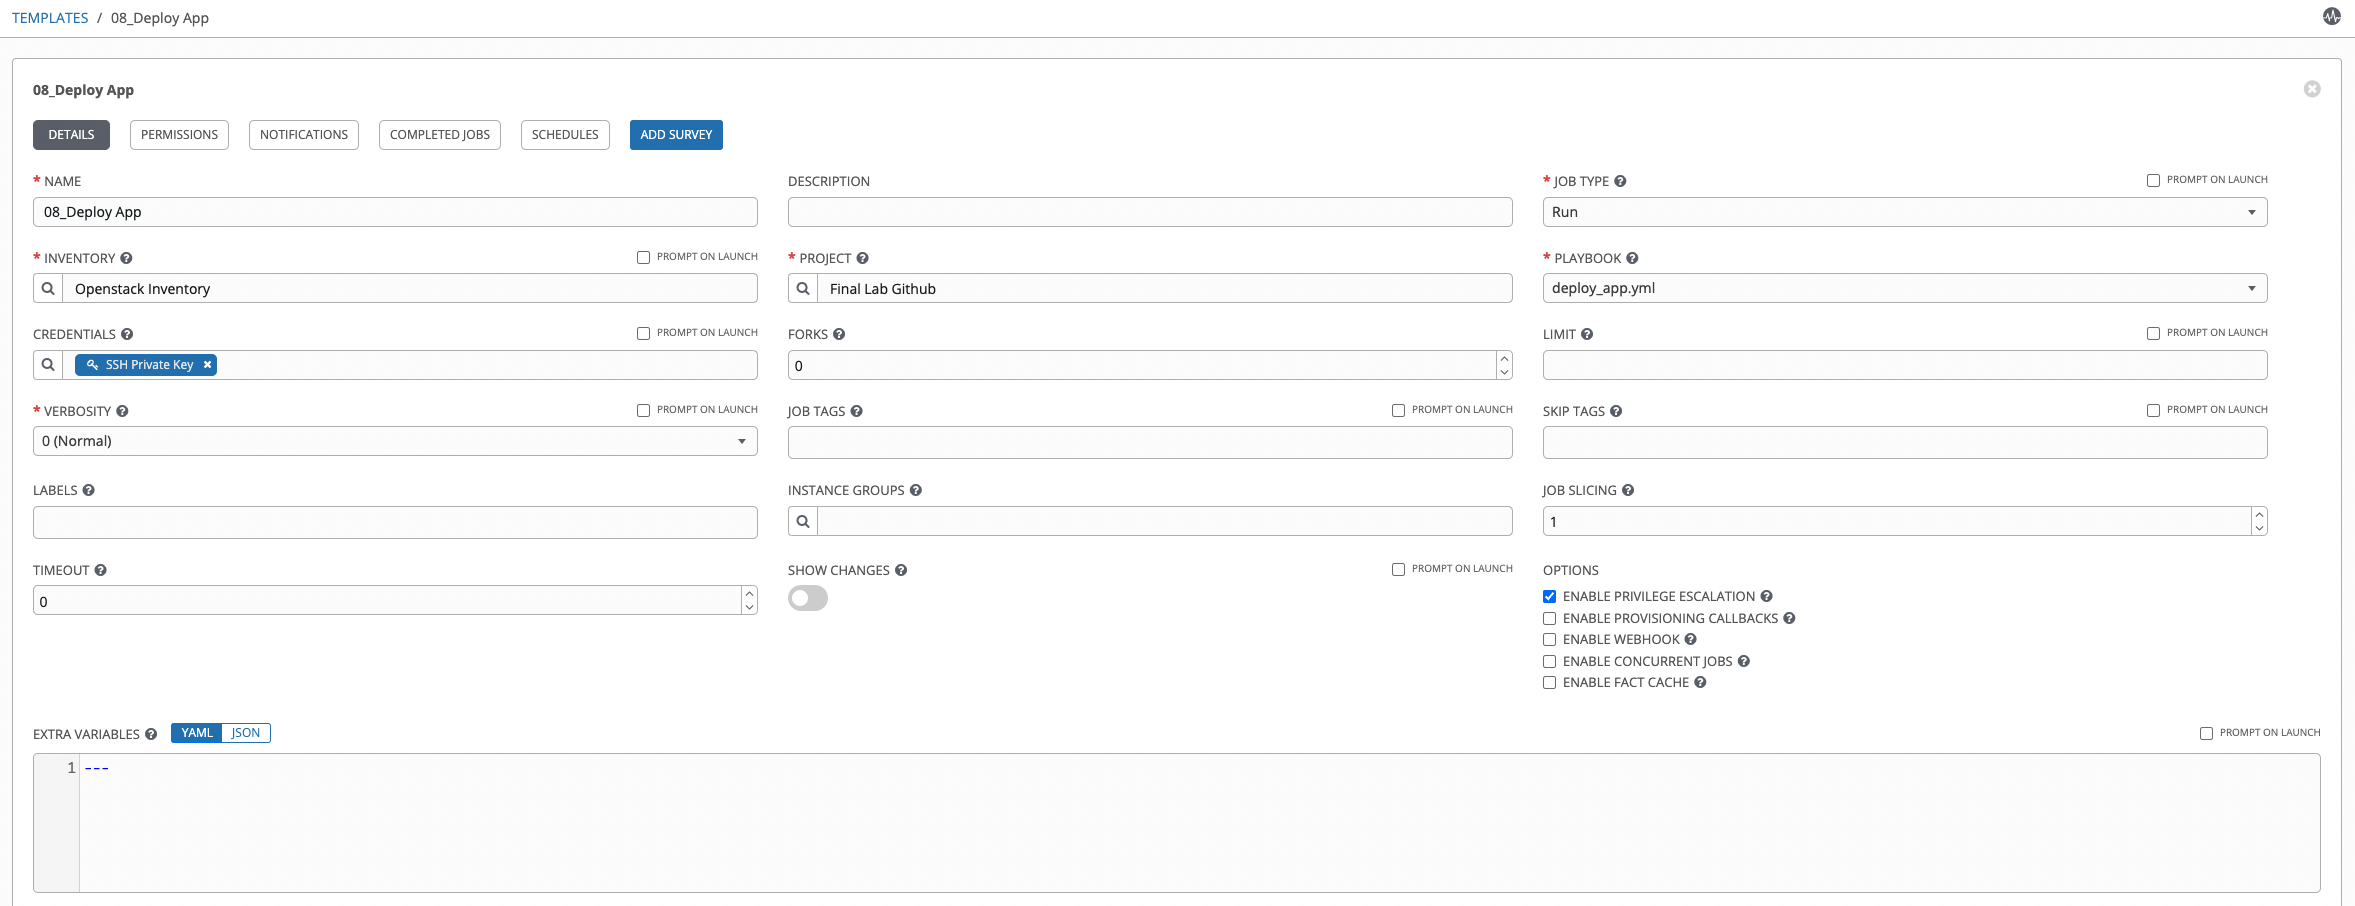 TEMPLATES / 08_Deploy App
08_Deploy App
DETAILS PERMISSIONS NOTIFICATIONS COMPLETED JOBS SCHEDULES ADD SURVEY
* NAME DESCRIPTION * JOB TYPE ? PROMPT ON LAUNCH
08_Deploy App Run
* INVENTORY ? PROMPT ON LAUNCH * PROJECT ? * PLAYBOOK ?
Openstack Inventory Final Lab Github deploy_app.yml
CREDENTIALS ? PROMPT ON LAUNCH FORKS ? LIMIT ? PROMPT ON LAUNCH
SSH Private Key 0
* VERBOSITY ? PROMPT ON LAUNCH JOB TAGS ? PROMPT ON LAUNCH SKIP TAGS ? PROMPT ON LAUNCH
0 (Normal)
LABELS ? INSTANCE GROUPS ? JOB SLICING ?
1
TIMEOUT ? SHOW CHANGES ? PROMPT ON LAUNCH OPTIONS
0
ENABLE PRIVILEGE ESCALATION ?
ENABLE PROVISIONING CALLBACKS ?
ENABLE WEBHOOK ?
ENABLE CONCURRENT JOBS ?
ENABLE FACT CACHE ?
EXTRA VARIABLES ? YAML JSON PROMPT ON LAUNCH
1 ---